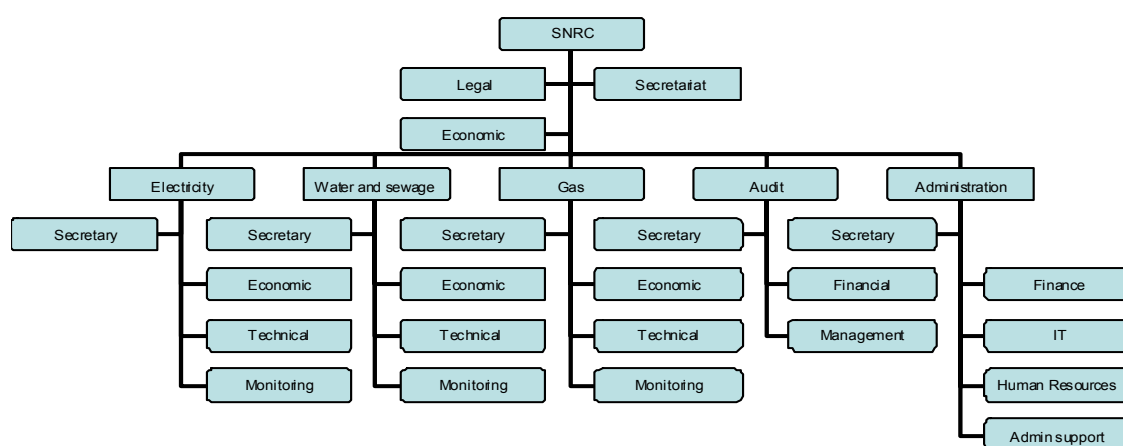 SNRC
Legal
Secretariat
Economic
Electricity
Water and sewage
Gas
Audit
Administration
Secretary
Secretary
Secretary
Secretary
Secretary
Economic
Economic
Economic
Financial
Finance
Technical
Technical
Technical
Management
IT
Monitoring
Monitoring
Monitoring
Human Resources
Admin support